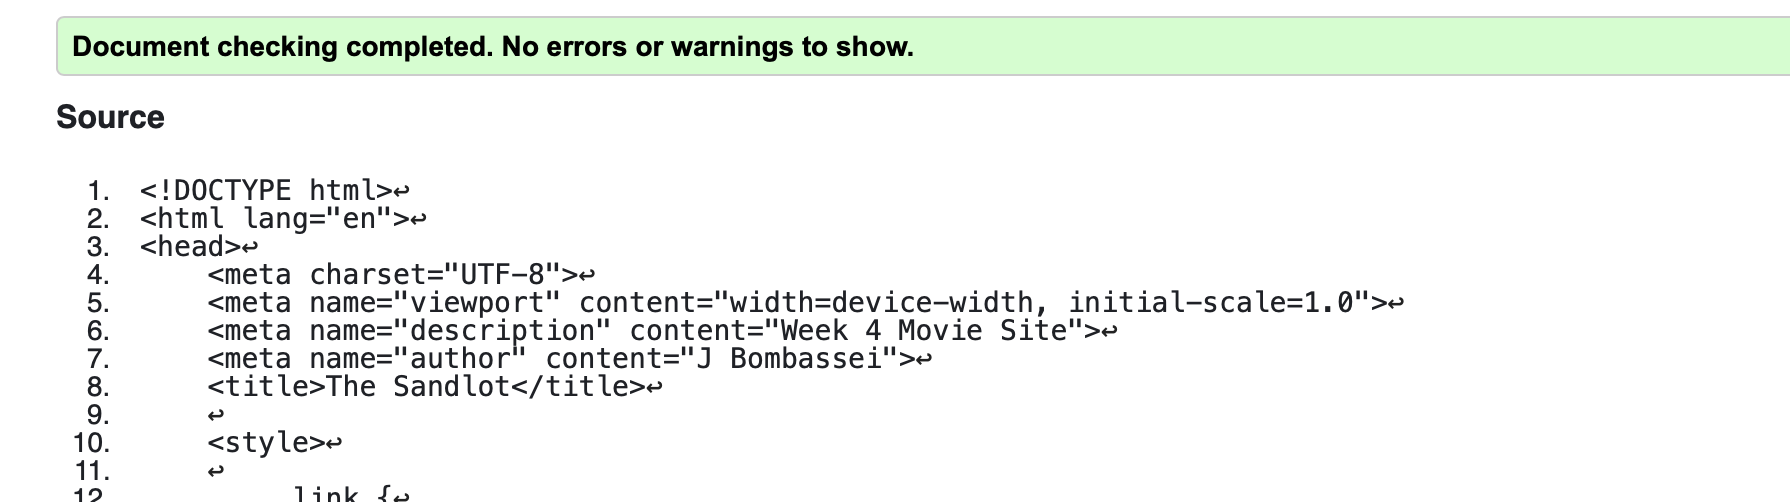 Document checking completed. No errors or warnings to show.
Source
1. <!DOCTYPE html>↩
2. <html lang="en">↩
3. <head>↩
4.     <meta charset="UTF-8">↩
5.     <meta name="viewport" content="width=device-width, initial-scale=1.0">↩
6.     <meta name="description" content="Week 4 Movie Site">↩
7.     <meta name="author" content="J Bombassei">↩
8.     <title>The Sandlot</title>↩
9.     ↩
10.     <style>↩
11.     ↩
12         link {↩